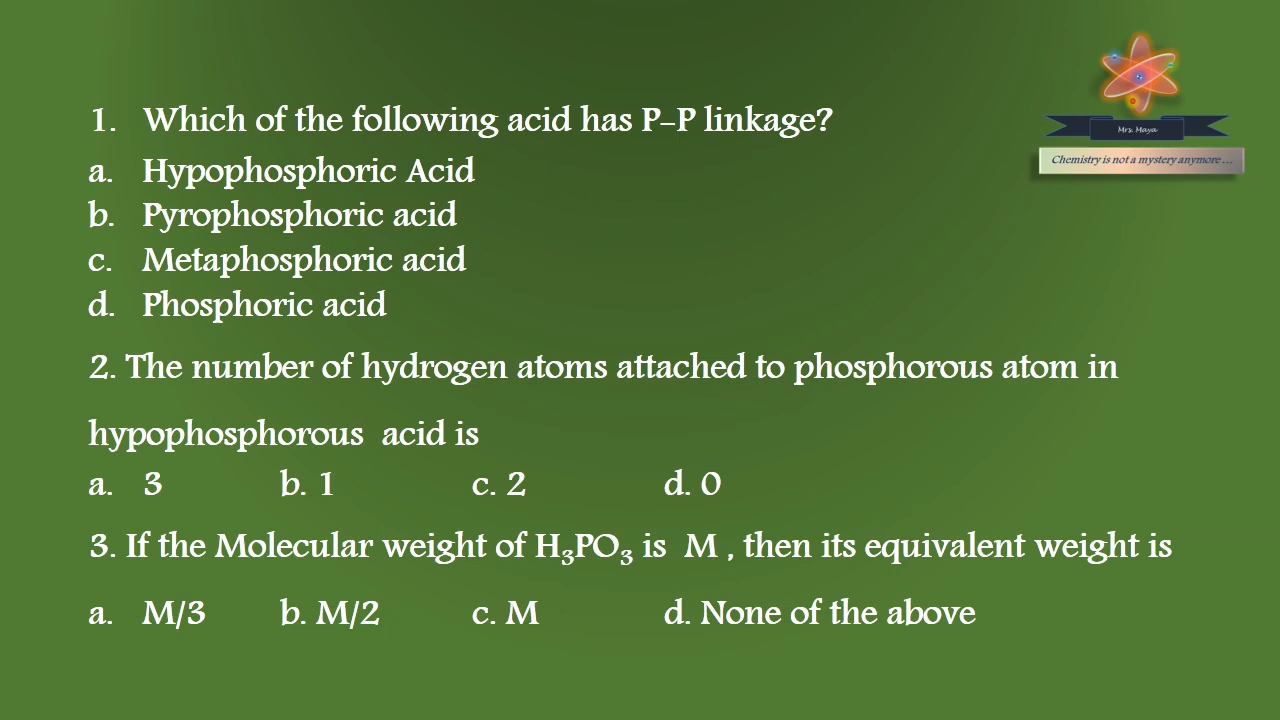 Mrs. Maya
Chemistry is not a mystery anymore ...
1. Which of the following acid has P-P linkage?
a. Hypophosphoric Acid
b. Pyrophosphoric acid
c. Metaphosphoric acid
d. Phosphoric acid
2. The number of hydrogen atoms attached to phosphorous atom in
hypophosphorous acid is
a. 3 b. 1 c. 2 d. 0
3. If the Molecular weight of H₃PO₃ is M , then its equivalent weight is
a. M/3 b. M/2 c. M d. None of the above